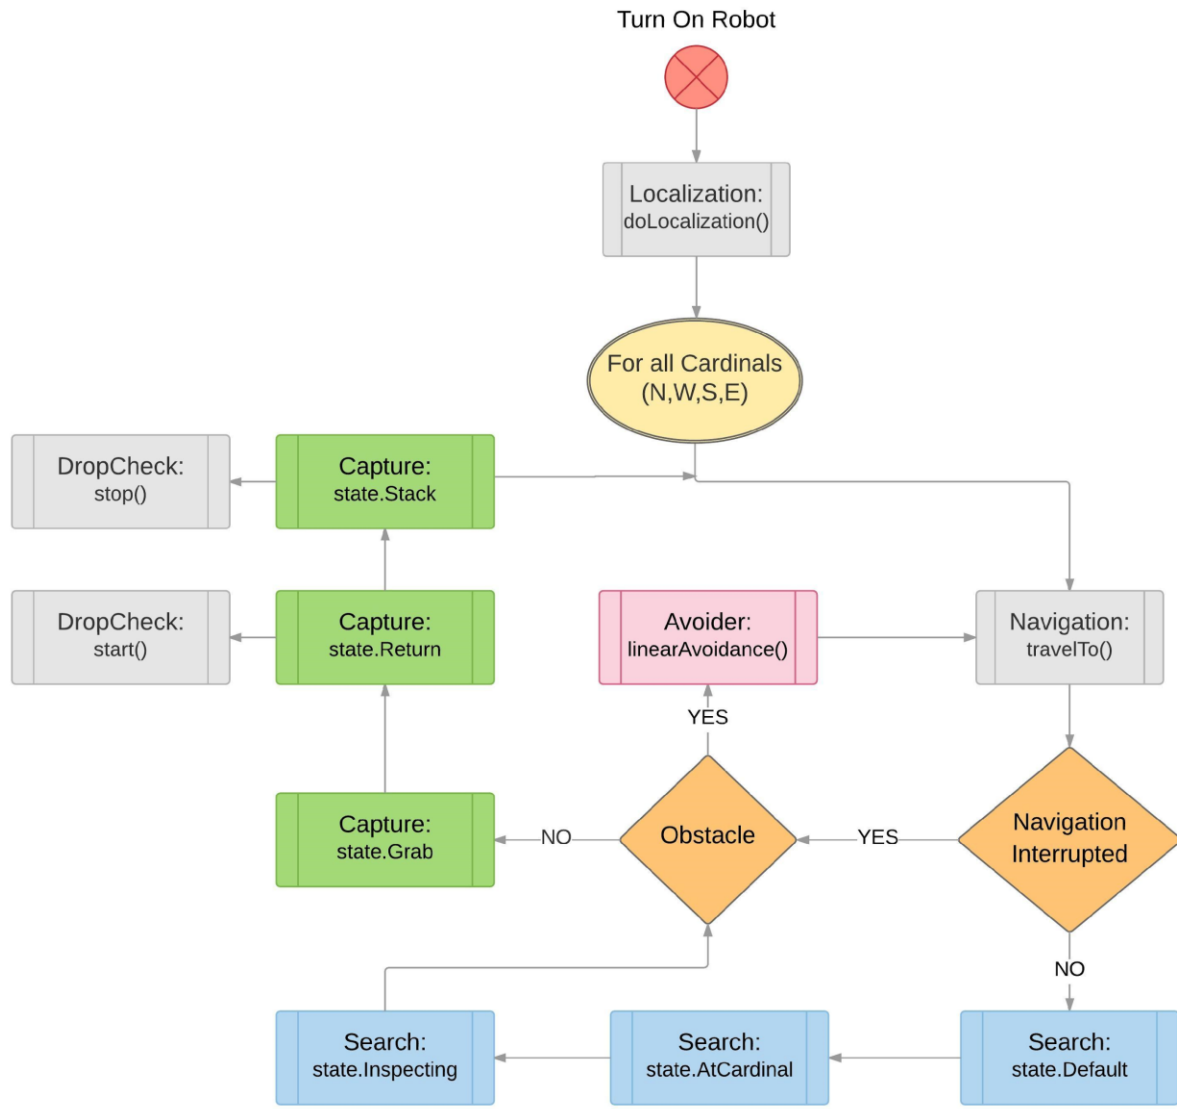 Turn On Robot
Localization:
doLocalization()
For all Cardinals
(N,W,S,E)
DropCheck:
stop()
Capture:
state.Stack
DropCheck:
start()
Capture:
state.Return
Avoider:
linearAvoidance()
Navigation:
travelTo()
YES
Capture:
state.Grab
NO
Obstacle
YES
Navigation
Interrupted
NO
Search:
state.Inspecting
Search:
state.AtCardinal
Search:
state.Default